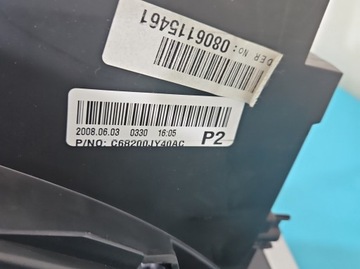 DER No: 0806115461
2008.06.03 0330 16:05
P/NO: C68200JY40AC P2